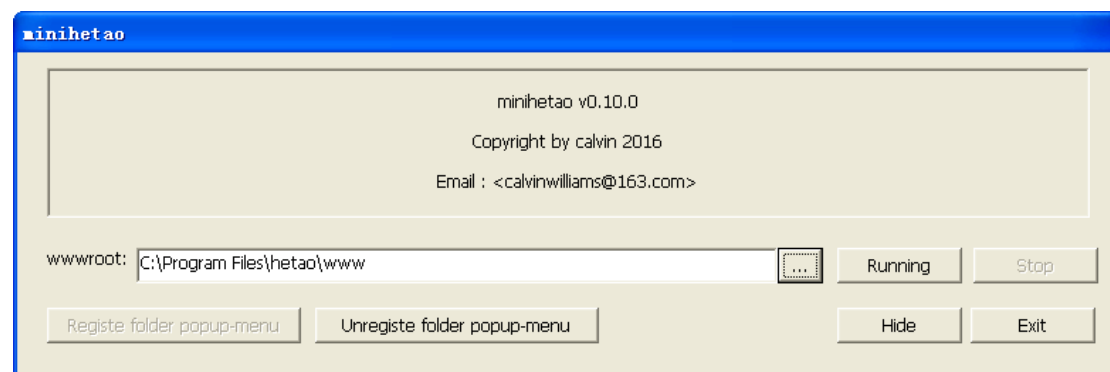 minihetao
minihetao v0.10.0
Copyright by calvin 2016
Email : <calvinwilliams@163.com>
wwwroot: C:\Program Files\hetao\www ... Running Stop
Registe folder popup-menu Unregiste folder popup-menu Hide Exit